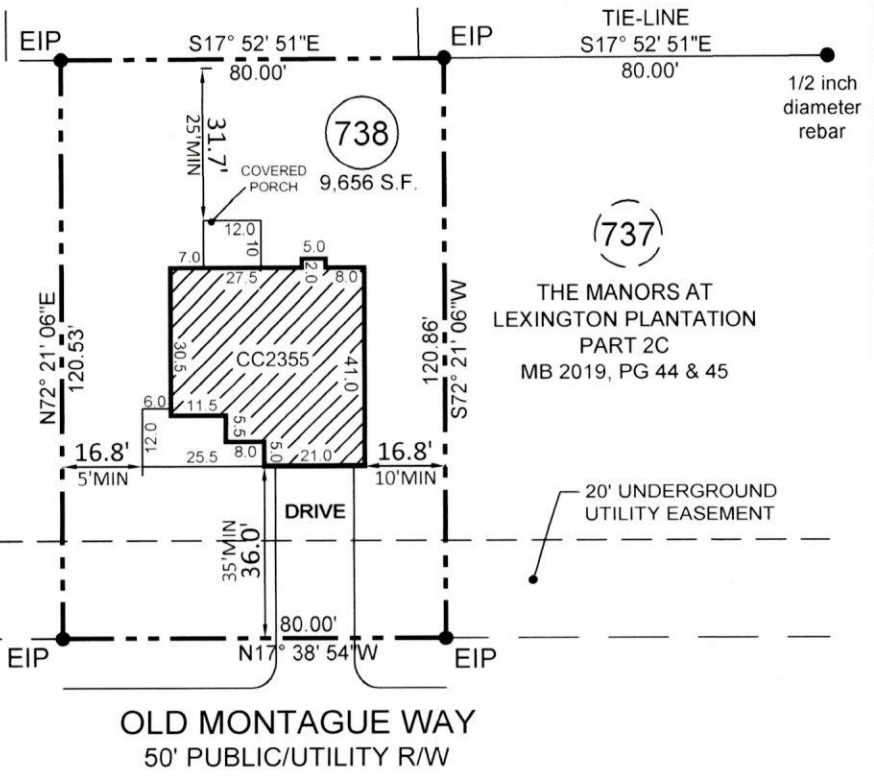 EIP
S17° 52' 51"E
80.00'
EIP
TIE-LINE
S17° 52' 51"E
80.00'
1/2 inch
diameter
rebar
31.7'
25'MIN
738
9,656 S.F.
COVERED
PORCH
12.0
10
7.0
27.5
5.0
2.0
8.0
737
THE MANORS AT
LEXINGTON PLANTATION
PART 2C
MB 2019, PG 44 & 45
N72° 21' 06"E
120.53'
30.5
CC2355
41.0
120.86'
S72° 21' 06"W
6.0
11.5
12.0
5.5
8.0
5.0
21.0
25.5
16.8'
5'MIN
16.8'
10'MIN
DRIVE
35'MIN
36.0'
20' UNDERGROUND
UTILITY EASEMENT
80.00'
N17° 38' 54"W
EIP
EIP
OLD MONTAGUE WAY
50' PUBLIC/UTILITY R/W